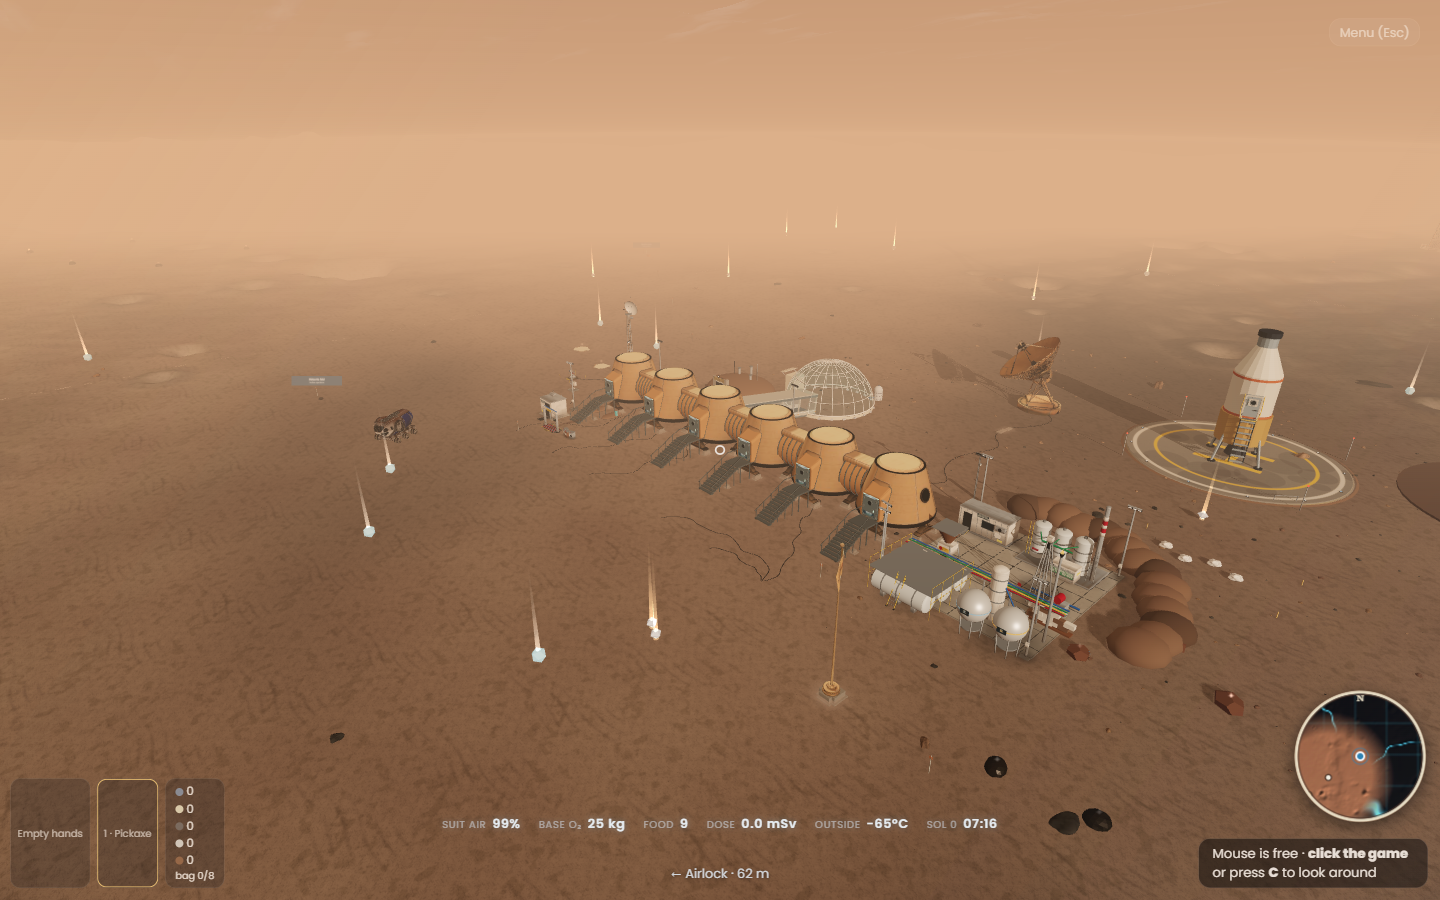 Menu (Esc)
N
Empty hands
1 · Pickaxe
0
0
0
0
0
bag 0/8
SUIT AIR 99% BASE O₂ 25 kg FOOD 9 DOSE 0.0 mSv OUTSIDE -65°C SOL 0 07:16
← Airlock · 62 m
Mouse is free · click the game
or press C to look around